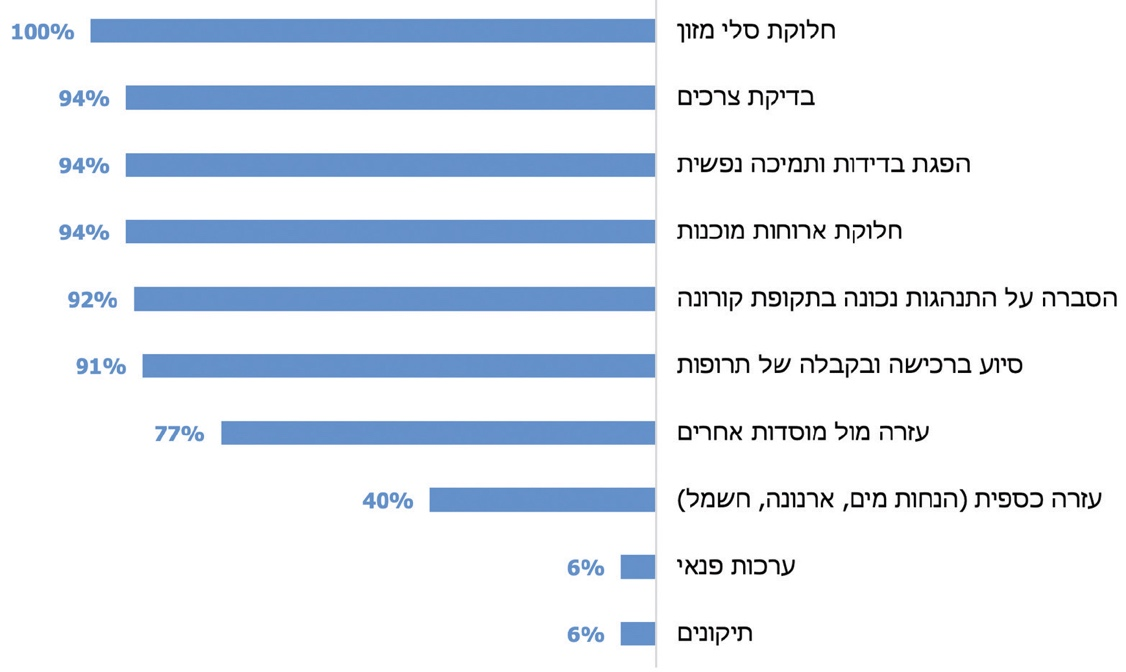 חלוקת סלי מזון 100%
בדיקת צרכים 94%
הפגת בדידות ותמיכה נפשית 94%
חלוקת ארוחות מוכנות 94%
הסברה על התנהגות נכונה בתקופת קורונה 92%
סיוע ברכישה ובקבלה של תרופות 91%
עזרה מול מוסדות אחרים 77%
עזרה כספית (הנחות מים, ארנונה, חשמל) 40%
ערכות פנאי 6%
תיקונים 6%